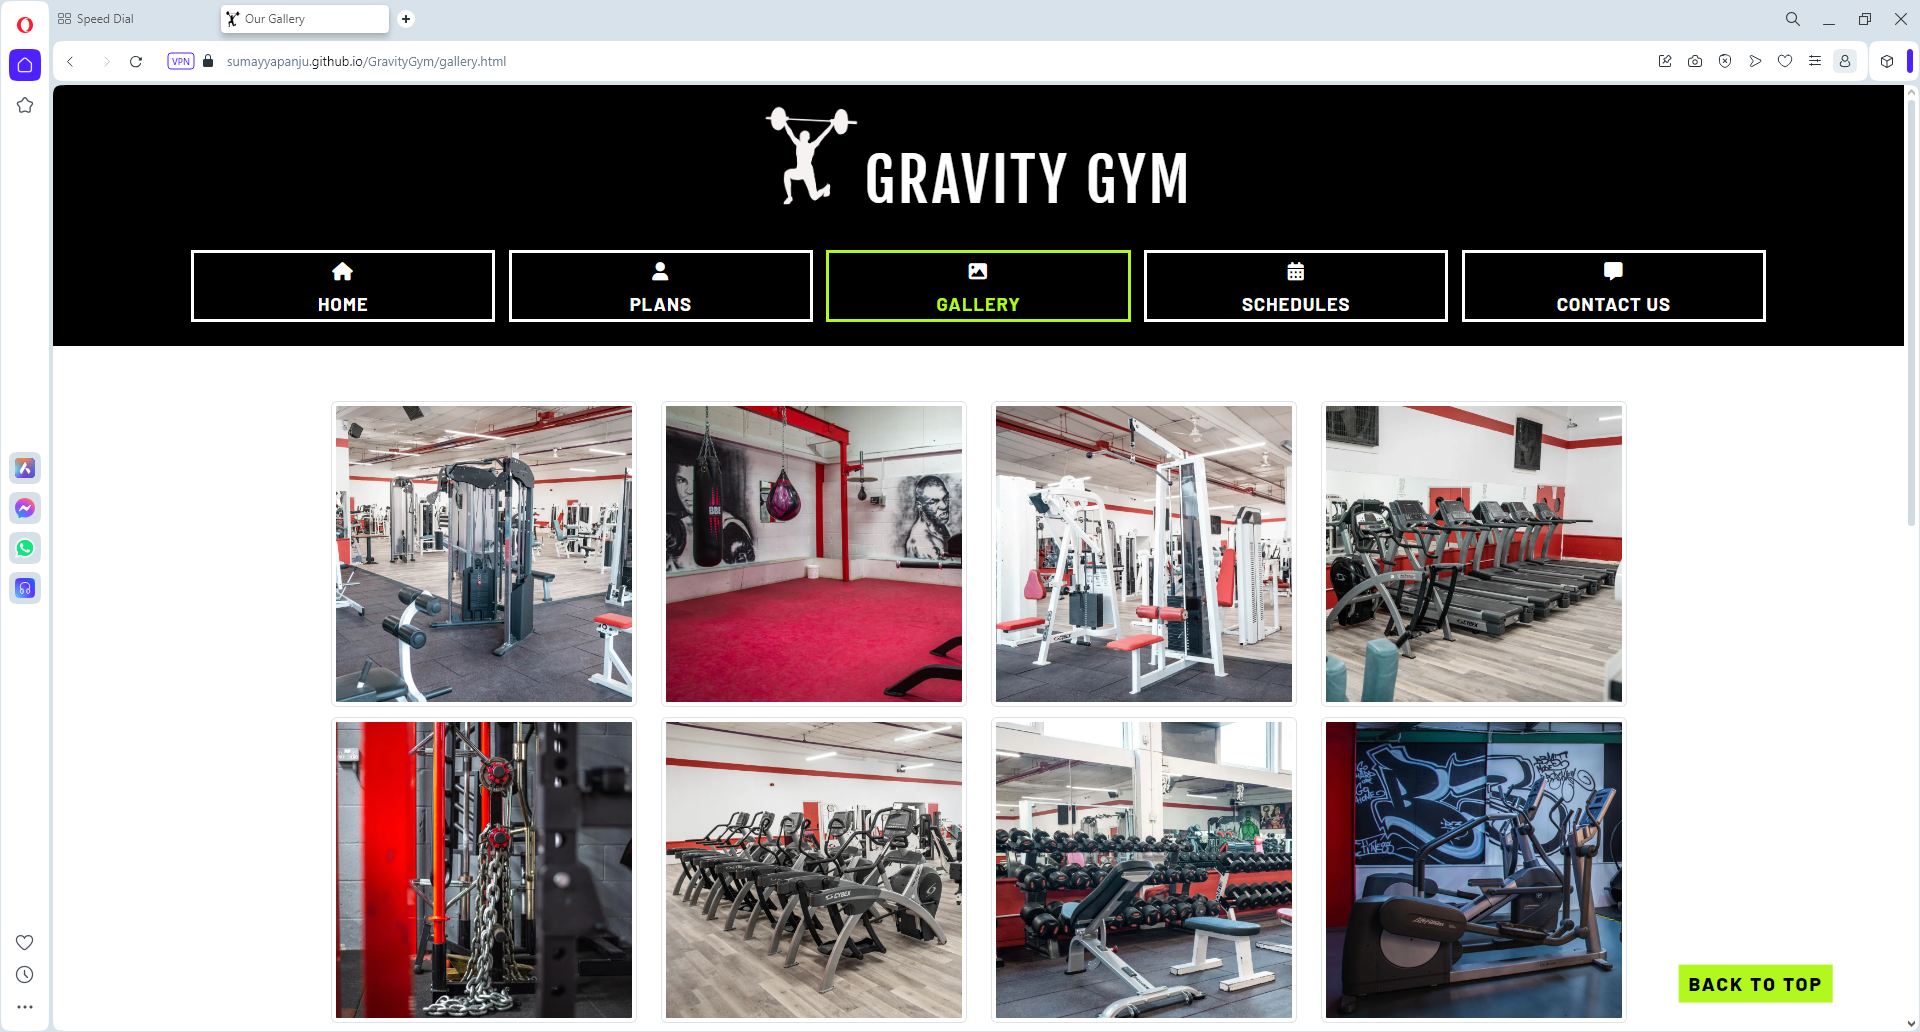 Speed Dial
Our Gallery
VPN
sumayyapanju.github.io/GravityGym/gallery.html
GRAVITY GYM
HOME
PLANS
GALLERY
SCHEDULES
CONTACT US
CYBEX
BACK TO TOP